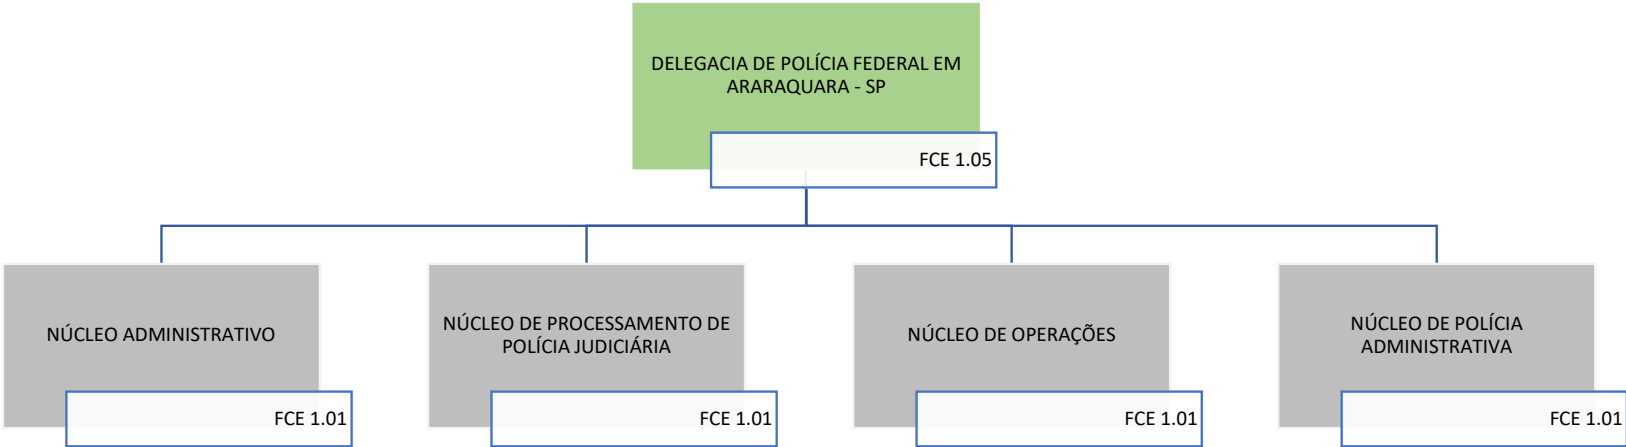 DELEGACIA DE POLÍCIA FEDERAL EM
ARARAQUARA - SP
FCE 1.05
NÚCLEO ADMINISTRATIVO
FCE 1.01
NÚCLEO DE PROCESSAMENTO DE
POLÍCIA JUDICIÁRIA
FCE 1.01
NÚCLEO DE OPERAÇÕES
FCE 1.01
NÚCLEO DE POLÍCIA
ADMINISTRATIVA
FCE 1.01